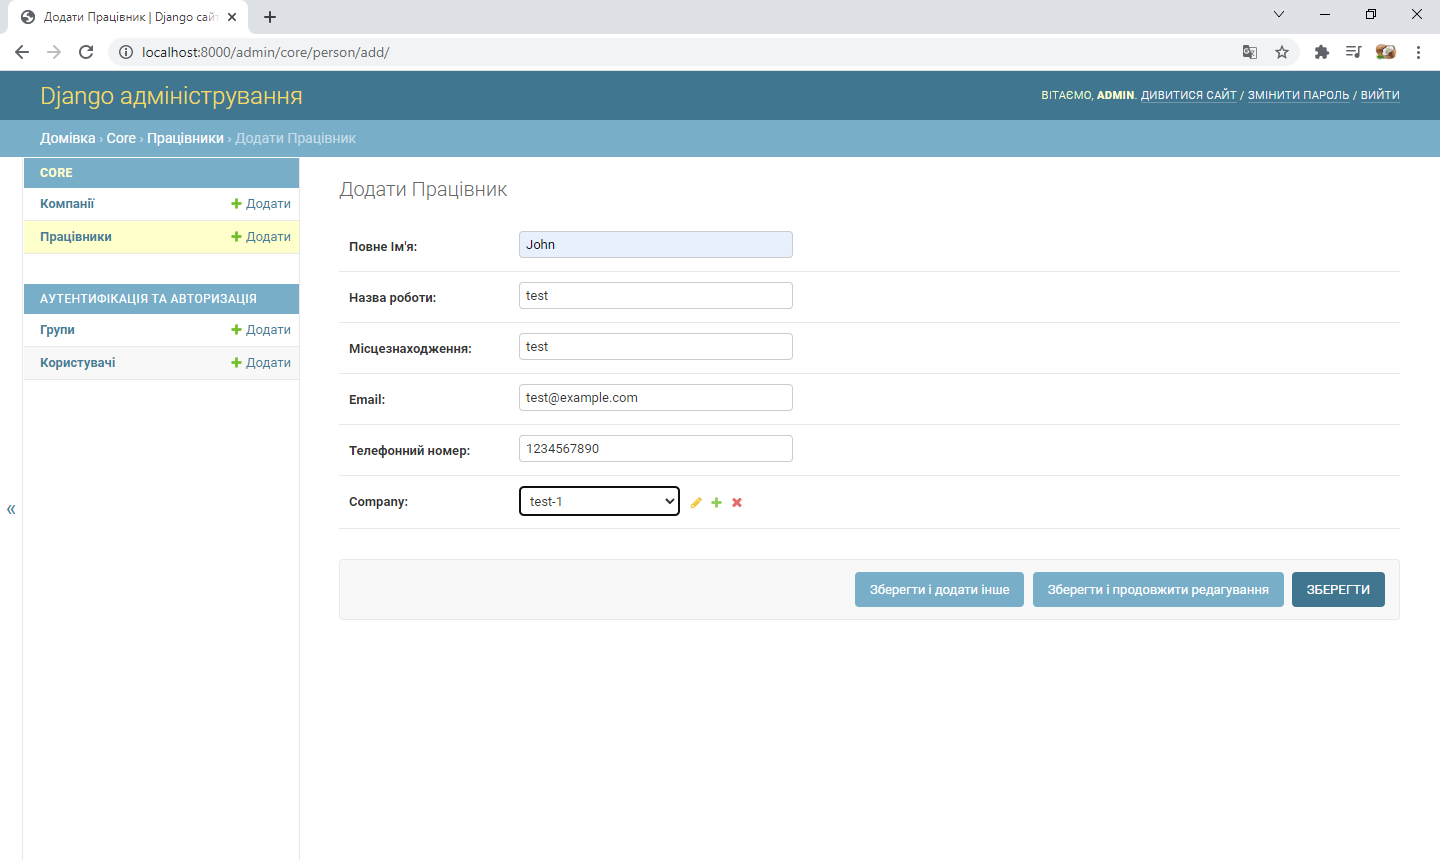 Додати Працівник | Django сайт
localhost:8000/admin/core/person/add/
Django адміністрування
ВІТАЄМО, ADMIN. ДИВИТИСЯ САЙТ / ЗМІНИТИ ПАРОЛЬ / ВИЙТИ
Домівка › Core › Працівники › Додати Працівник
CORE
Компанії + Додати
Працівники + Додати
АУТЕНТИФІКАЦІЯ ТА АВТОРИЗАЦІЯ
Групи + Додати
Користувачі + Додати
«
Додати Працівник
Повне Ім'я: John
Назва роботи: test
Місцезнаходження: test
Email: test@example.com
Телефонний номер: 1234567890
Company: test-1
Зберегти і додати інше Зберегти і продовжити редагування ЗБЕРЕГТИ